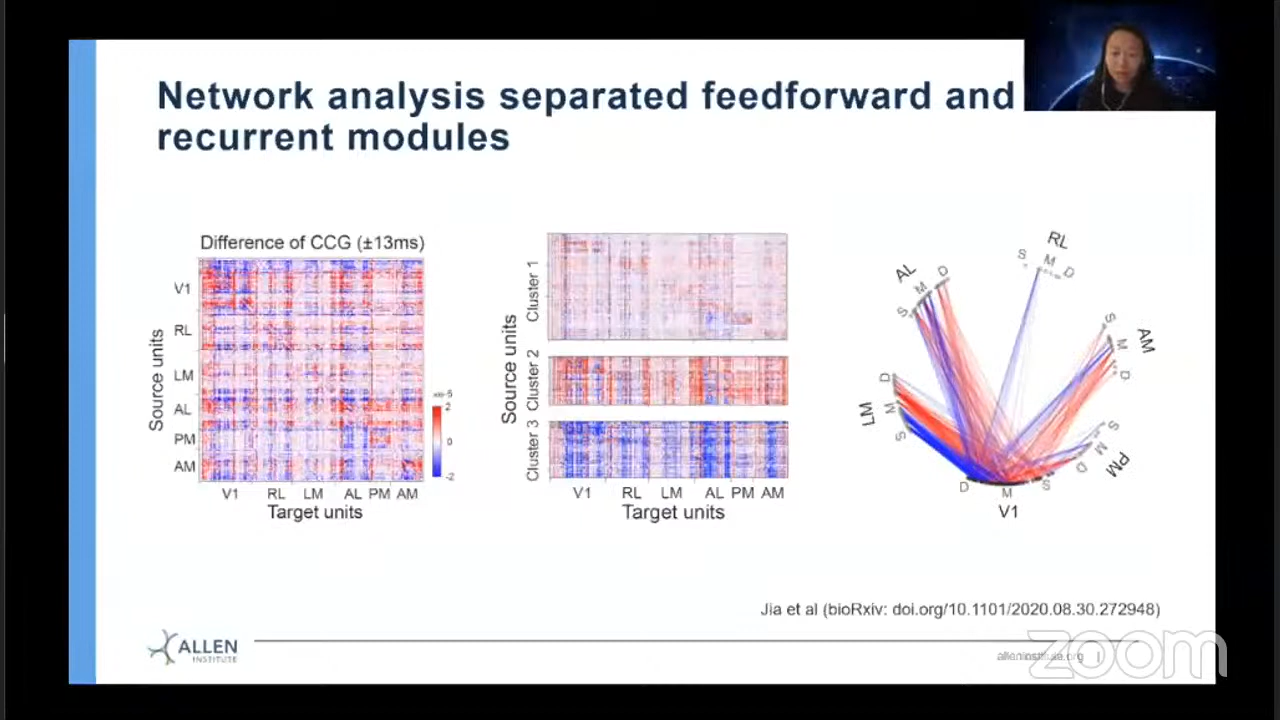 Network analysis separated feedforward and
recurrent modules
Difference of CCG (±13ms)
Source units
V1
RL
LM
AL
PM
AM
V1 RL LM AL PM AM
Target units
2
0
-2
Source units
Cluster 1
Cluster 2
Cluster 3
V1 RL LM AL PM AM
Target units
RL
S M D
AL
S M D
AM
S M D
LM
D M S
PM
S M D
D M S
V1
Jia et al (bioRxiv: doi.org/10.1101/2020.08.30.272948)
ALLEN
INSTITUTE
alleninstitute.org |
zoom